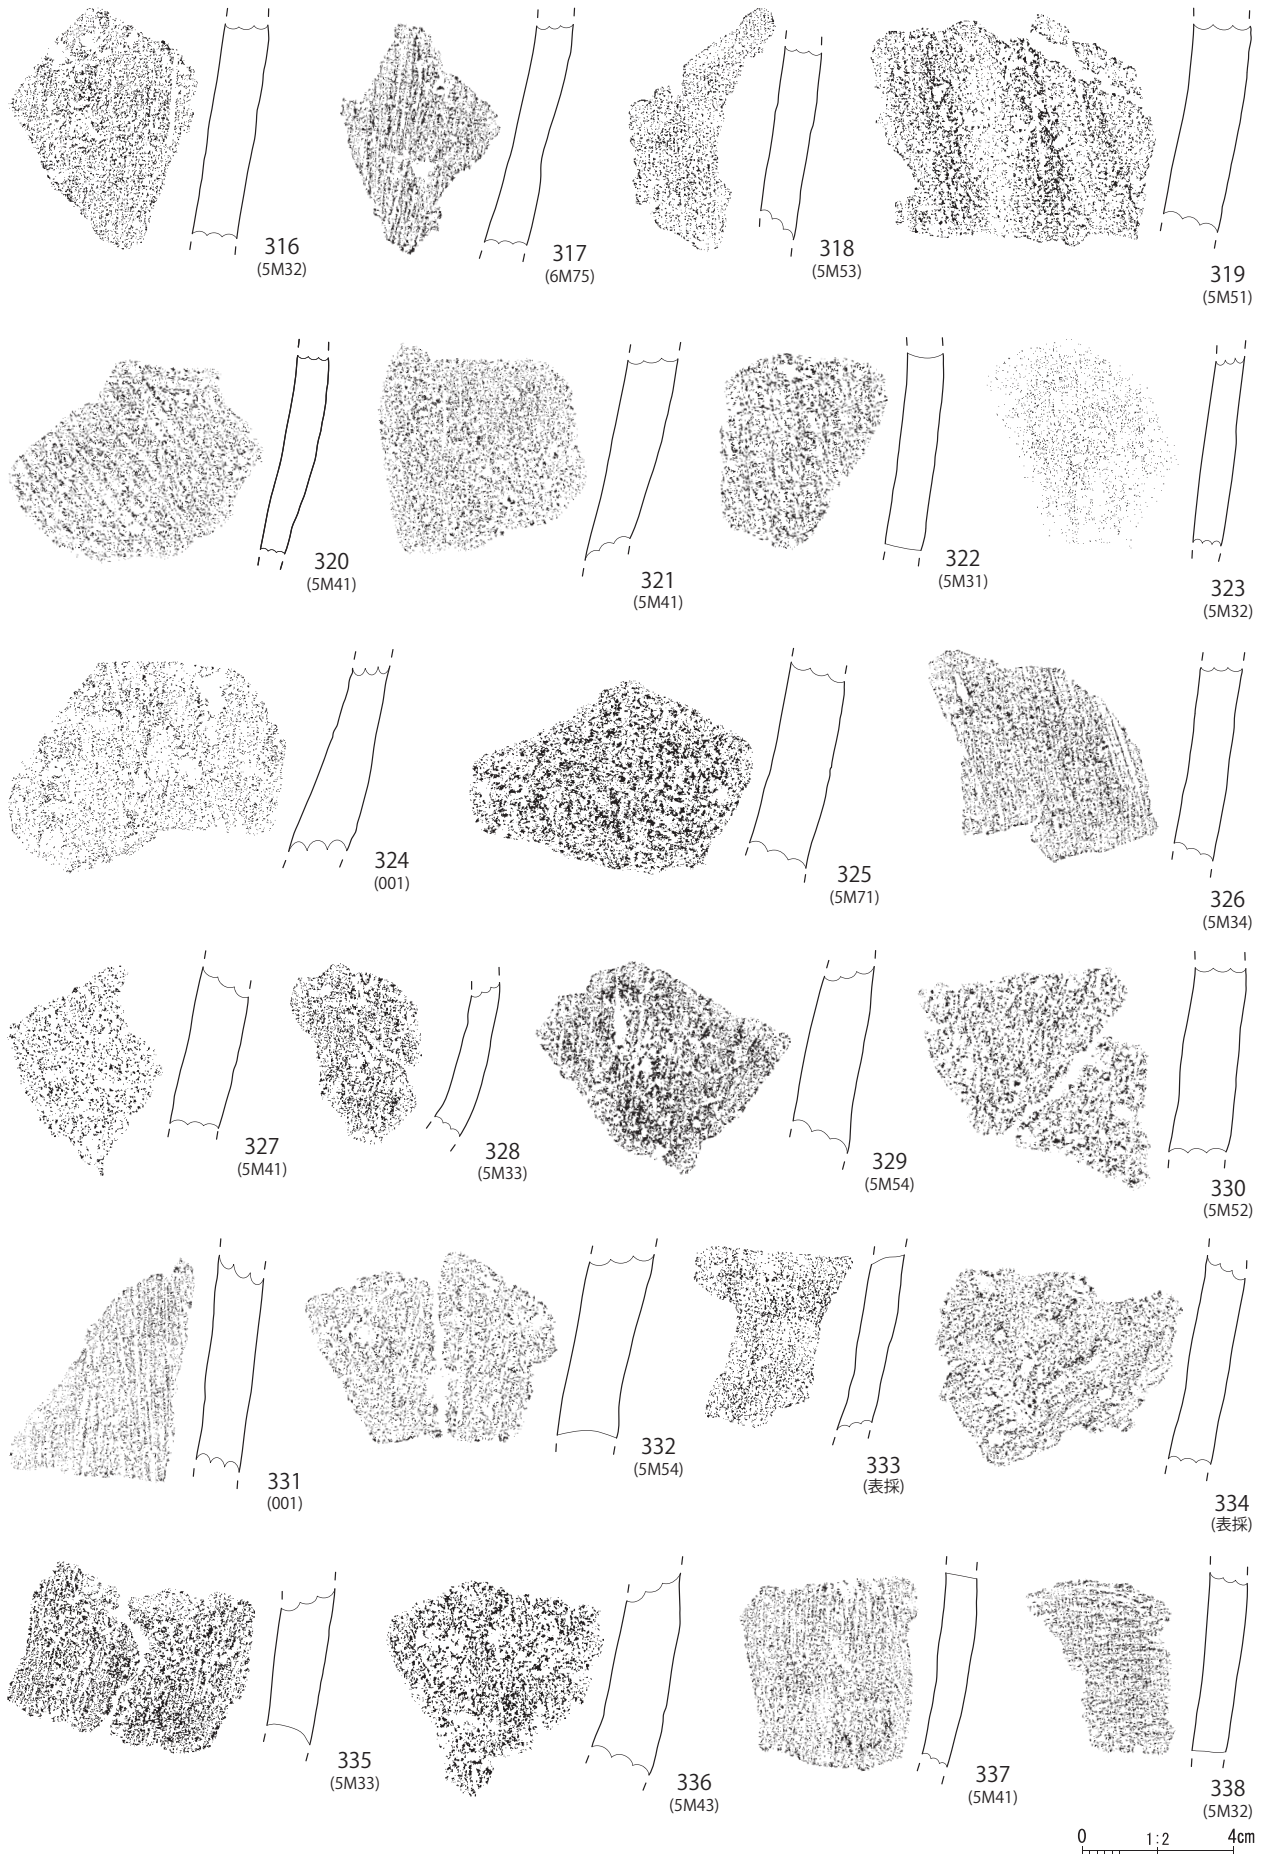 316
(5M32)
317
(6M75)
318
(5M53)
319
(5M51)
320
(5M41)
321
(5M41)
322
(5M31)
323
(5M32)
324
(001)
325
(5M71)
326
(5M34)
327
(5M41)
328
(5M33)
329
(5M54)
330
(5M52)
331
(001)
332
(5M54)
333
(表採)
334
(表採)
335
(5M33)
336
(5M43)
337
(5M41)
338
(5M32)
0 1:2 4cm